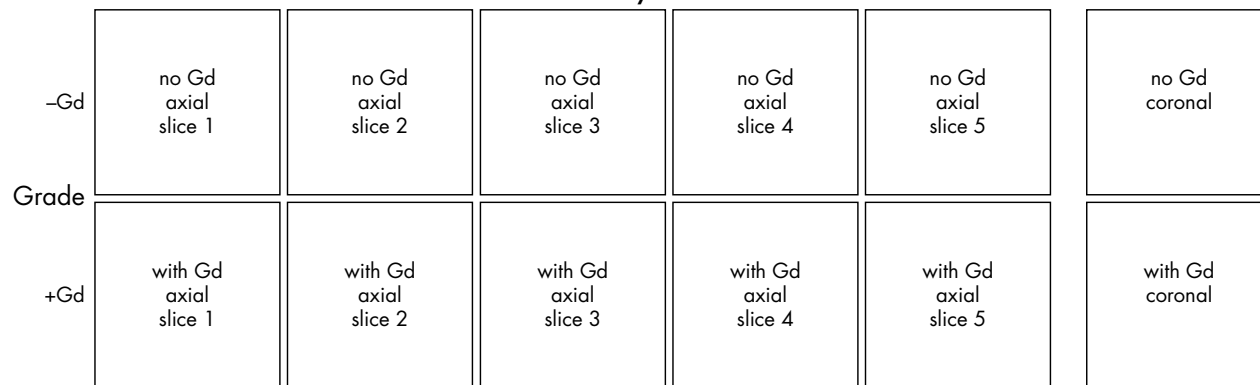 –Gd
no Gd
axial
slice 1
no Gd
axial
slice 2
no Gd
axial
slice 3
no Gd
axial
slice 4
no Gd
axial
slice 5
no Gd
coronal
Grade
+Gd
with Gd
axial
slice 1
with Gd
axial
slice 2
with Gd
axial
slice 3
with Gd
axial
slice 4
with Gd
axial
slice 5
with Gd
coronal